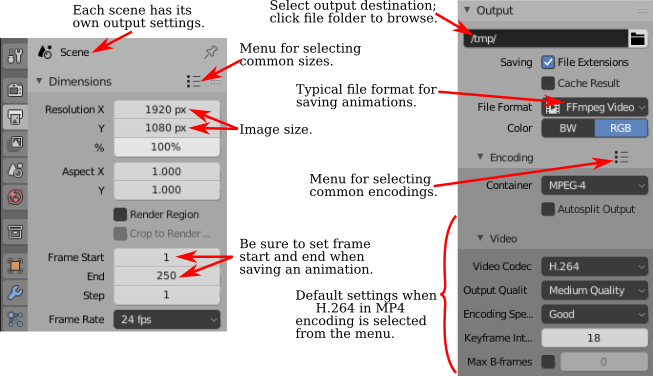 Each scene has its
own output settings.
Scene
Dimensions
Menu for selecting
common sizes.
Resolution X 1920 px
Y 1080 px
% 100%
Image size.
Aspect X 1.000
Y 1.000
Render Region
Crop to Render ...
Frame Start 1
End 250
Step 1
Frame Rate 24 fps
Be sure to set frame
start and end when
saving an animation.
Select output destination;
click file folder to browse.
Output
/tmp/
Saving File Extensions
Cache Result
Typical file format for
saving animations.
File Format FFmpeg Video
Color BW RGB
Encoding
Menu for selecting
common encodings.
Container MPEG-4
Autosplit Output
Video
Default settings when
H.264 in MP4
encoding is selected
from the menu.
Video Codec H.264
Output Qualit Medium Quality
Encoding Spe... Good
Keyframe Int... 18
Max B-frames 0